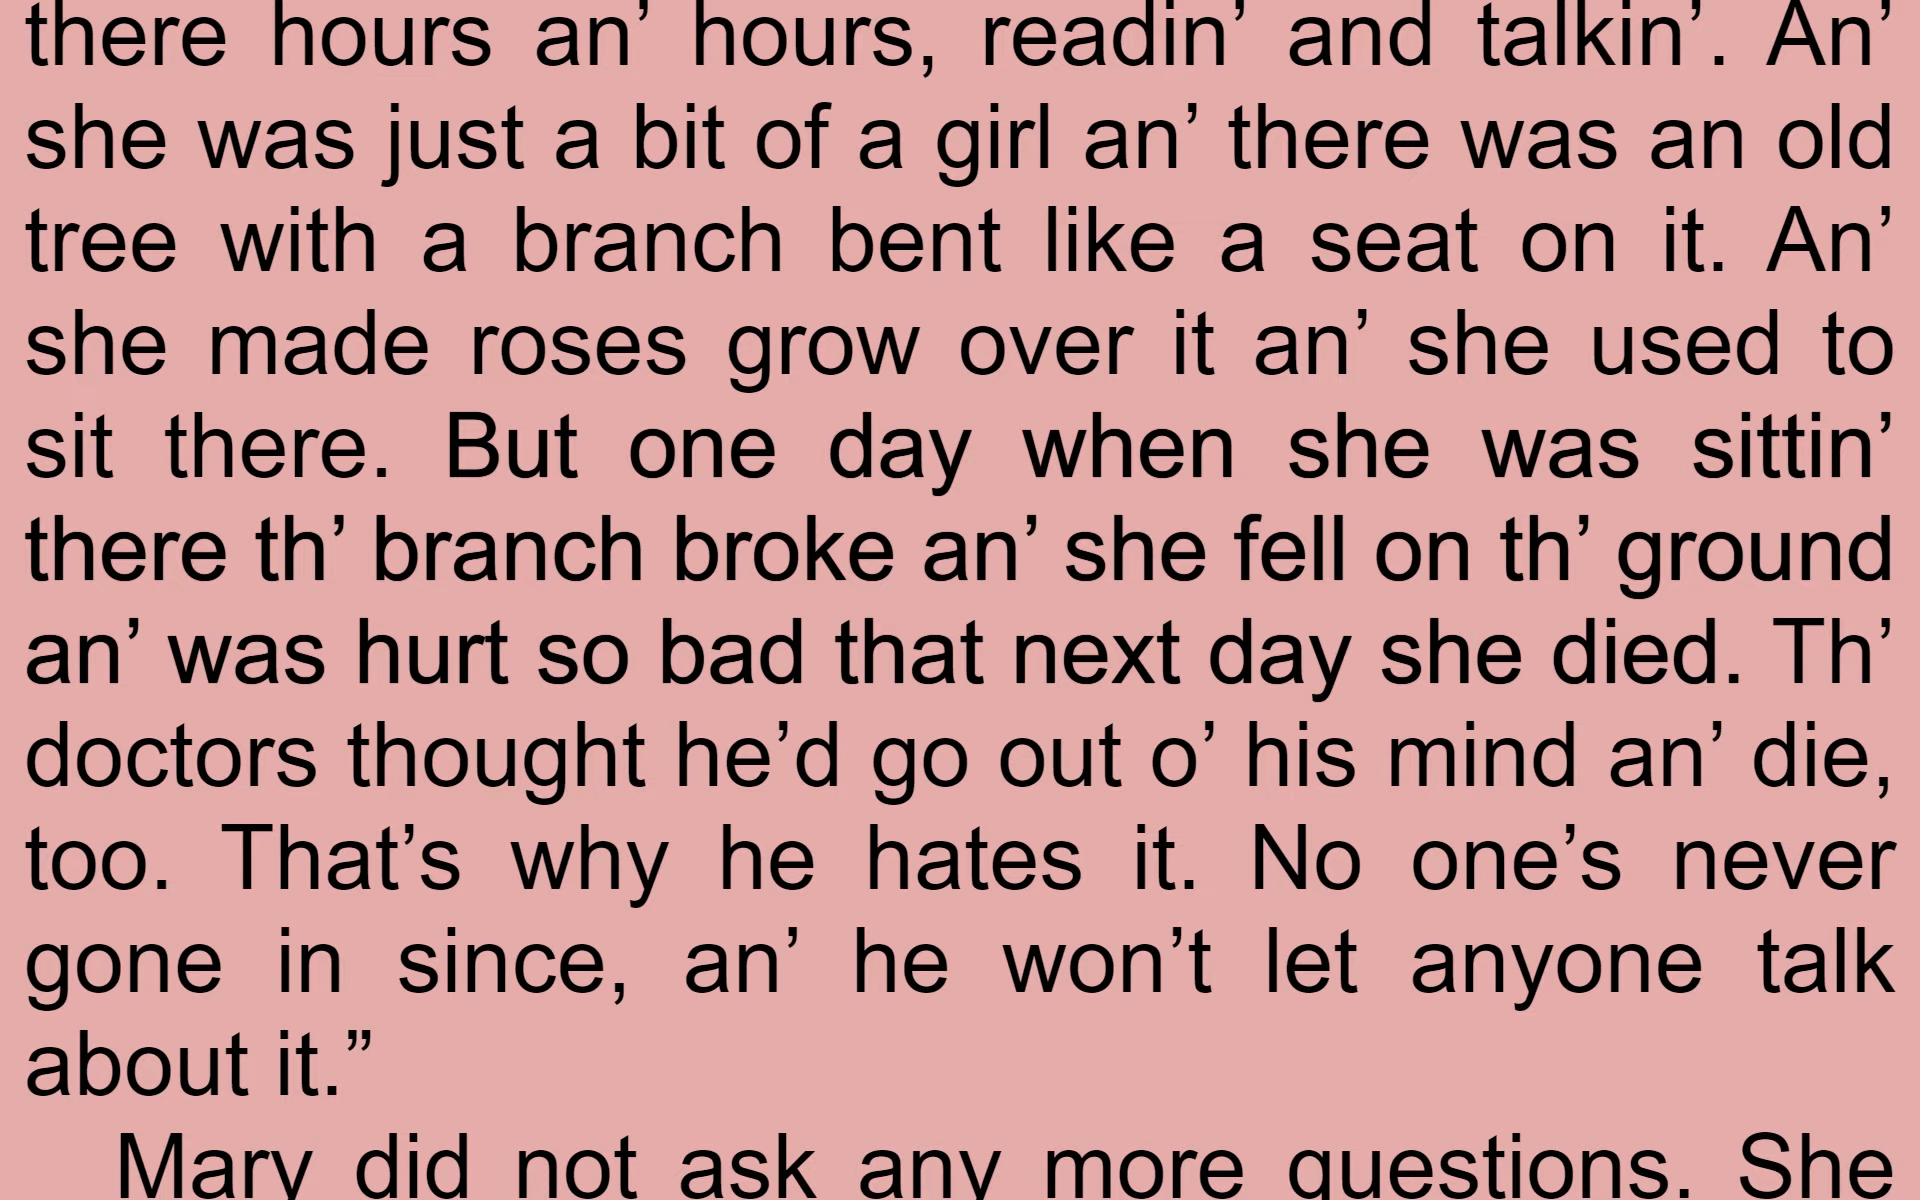 there hours an’ hours, readin’ and talkin’. An’
she was just a bit of a girl an’ there was an old
tree with a branch bent like a seat on it. An’
she made roses grow over it an’ she used to
sit there. But one day when she was sittin’
there th’ branch broke an’ she fell on th’ ground
an’ was hurt so bad that next day she died. Th’
doctors thought he’d go out o’ his mind an’ die,
too. That’s why he hates it. No one’s never
gone in since, an’ he won’t let anyone talk
about it.”
Mary did not ask any more questions. She